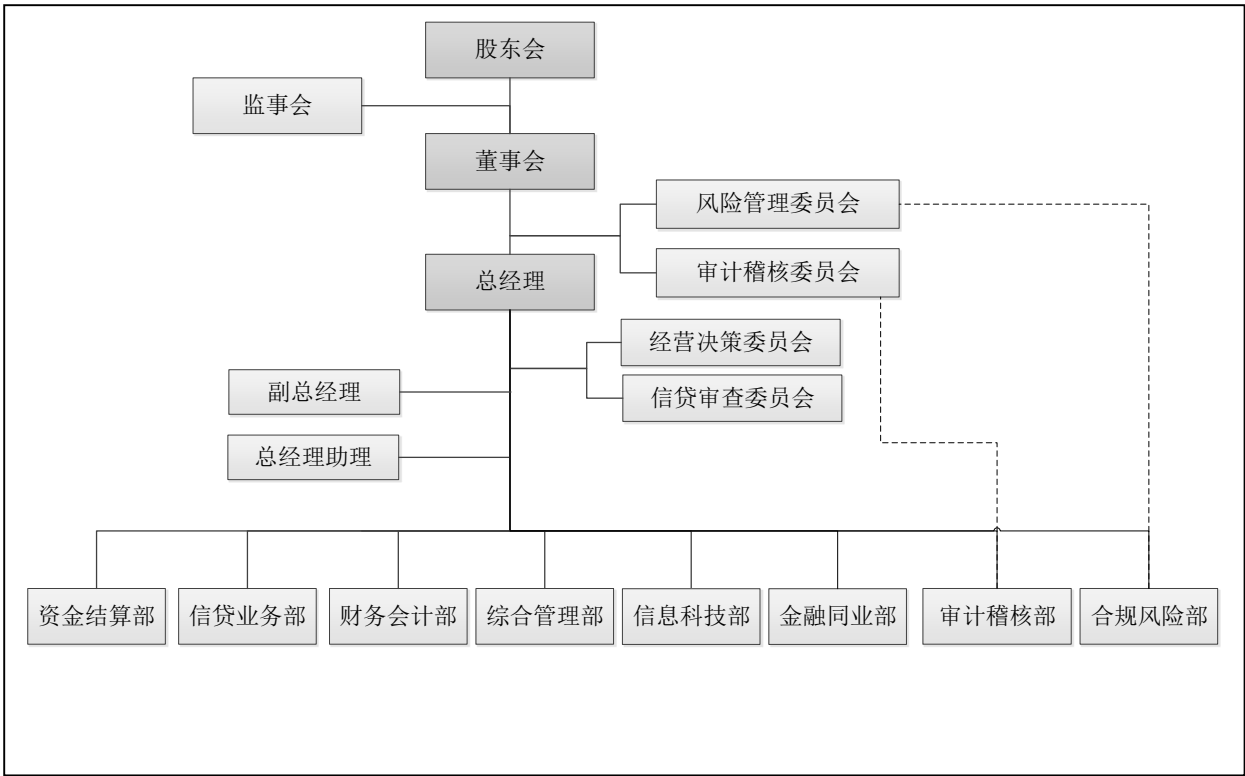 股东会
监事会
董事会
风险管理委员会
审计稽核委员会
总经理
经营决策委员会
副总经理
信贷审查委员会
总经理助理
资金结算部
信贷业务部
财务会计部
综合管理部
信息科技部
金融同业部
审计稽核部
合规风险部